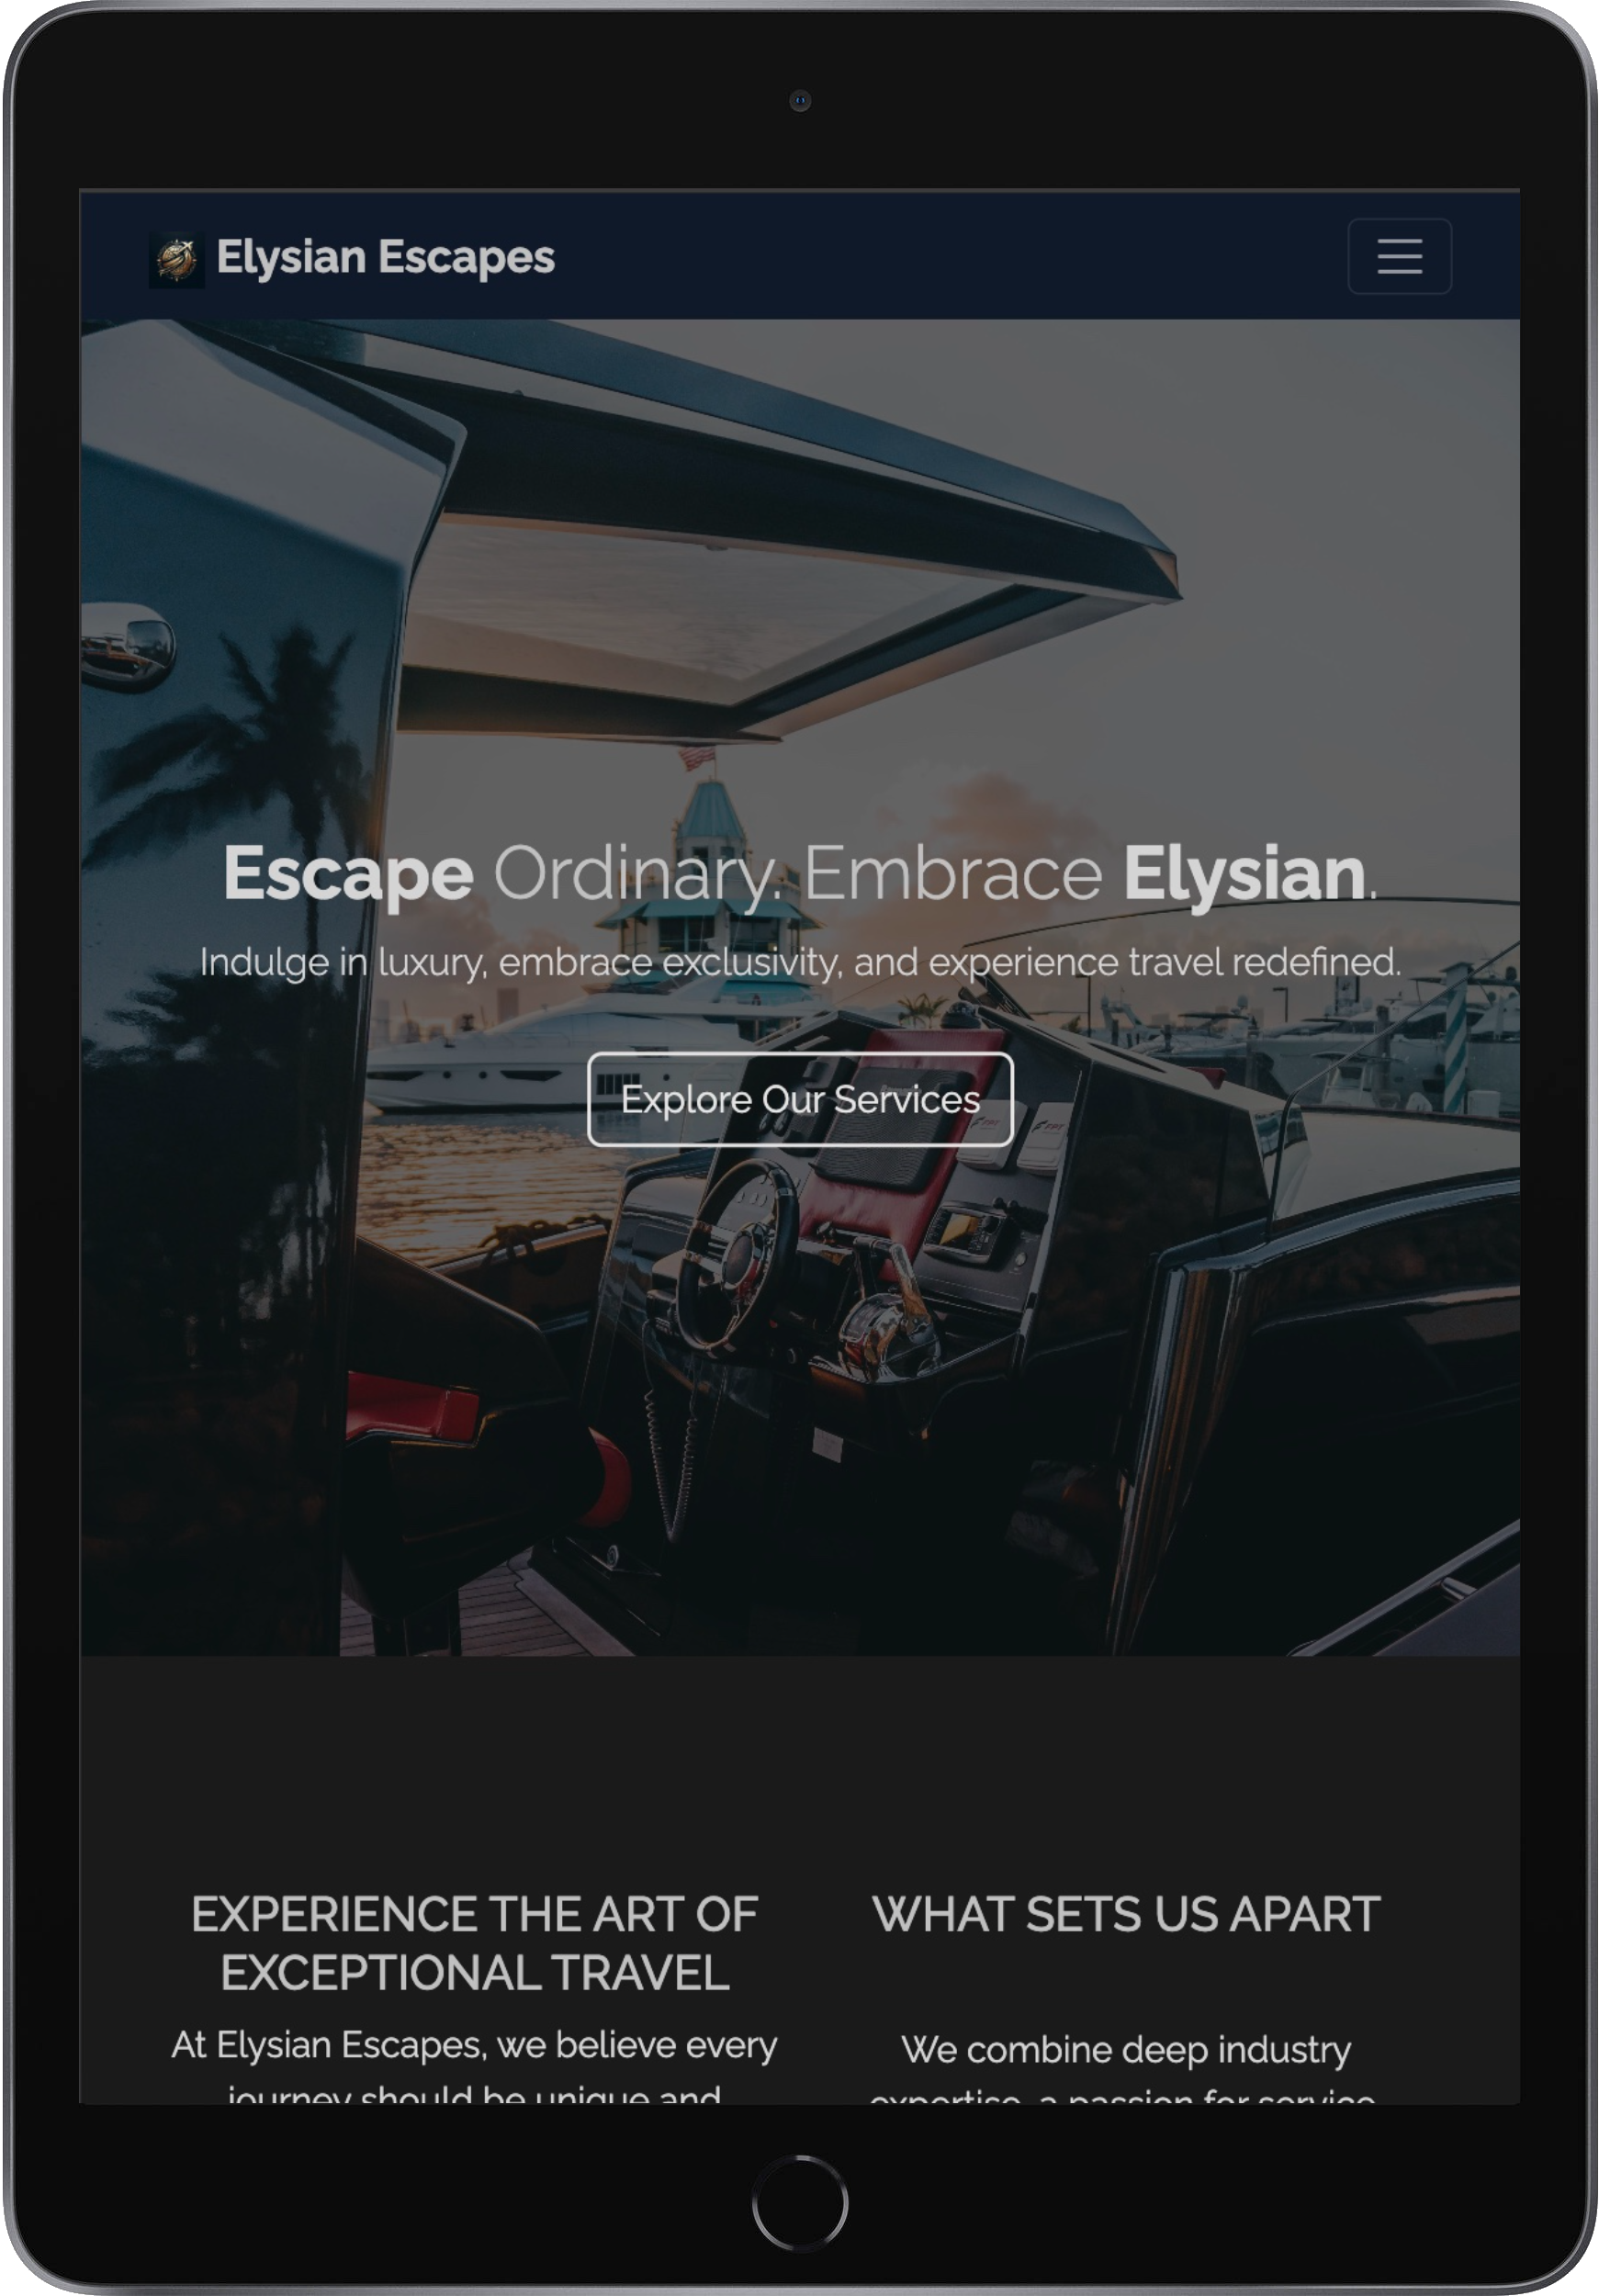 Elysian Escapes
Escape Ordinary. Embrace Elysian.
Indulge in luxury, embrace exclusivity, and experience travel redefined.
Explore Our Services
FPT
FPT
EXPERIENCE THE ART OF
EXCEPTIONAL TRAVEL
At Elysian Escapes, we believe every
journey should be unique and
WHAT SETS US APART
We combine deep industry
expertise, a passion for service